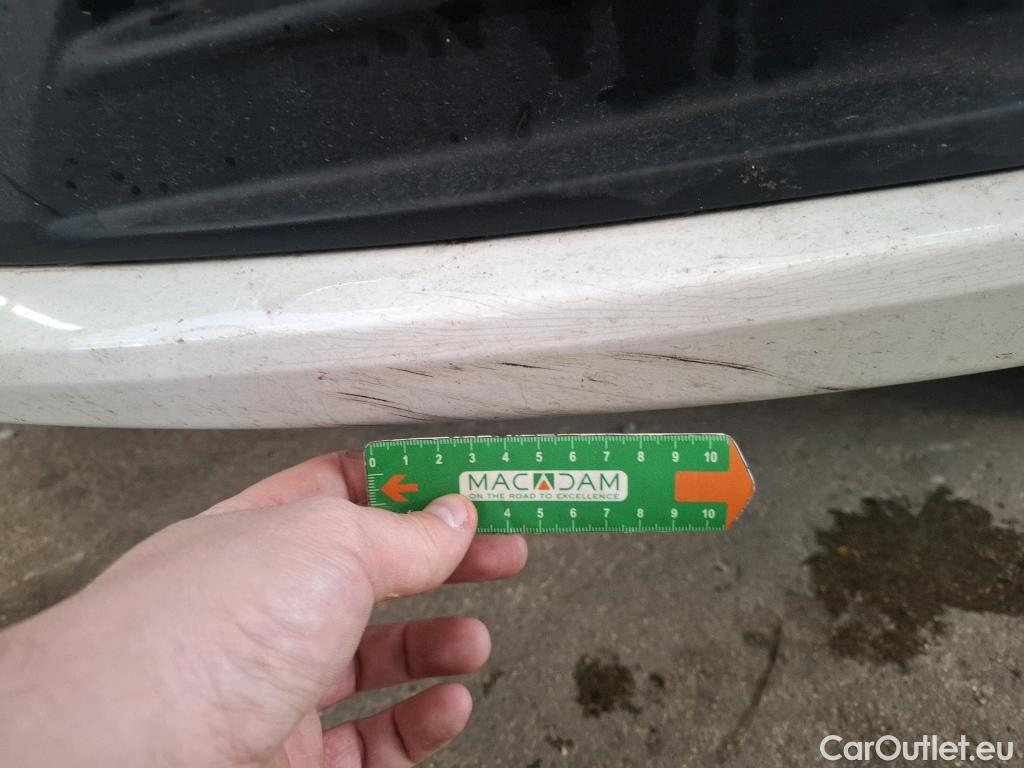 0 1 2 3 4 5 6 7 8 9 10
MACADAM
ON THE ROAD TO EXCELLENCE
4 5 6 7 8 9 10
CarOutlet.eu